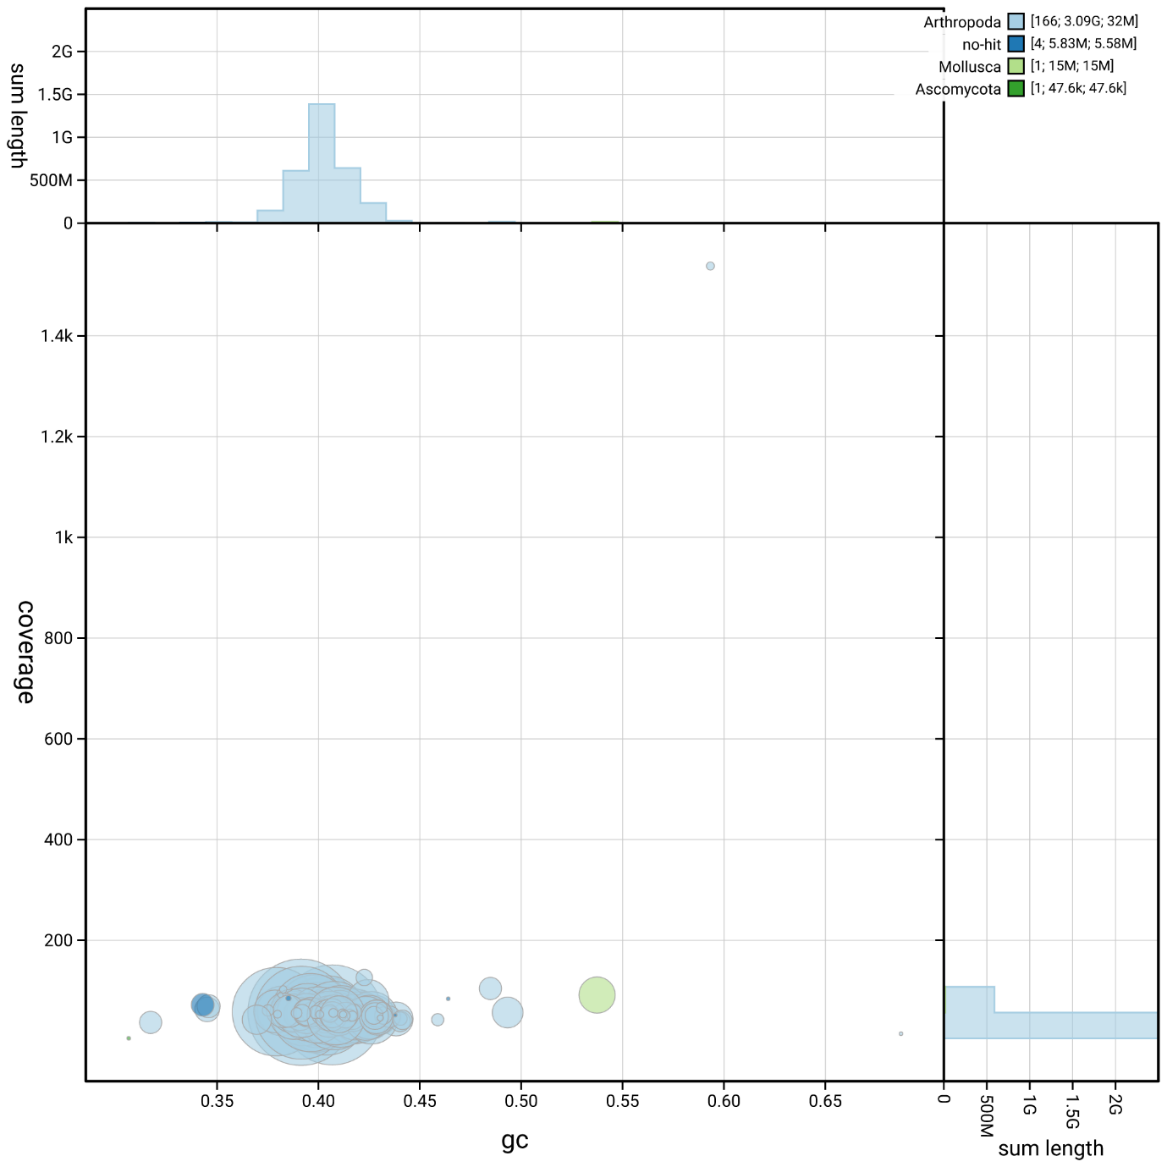 Arthropoda [166; 3.09G; 32M]
no-hit [4; 5.83M; 5.58M]
Mollusca [1; 15M; 15M]
Ascomycota [1; 47.6k; 47.6k]
sum length
2G
1.5G
1G
500M
0
coverage
1.4k
1.2k
1k
800
600
400
200
0.35 0.40 0.45 0.50 0.55 0.60 0.65
gc
0 500M 1G 1.5G 2G
sum length